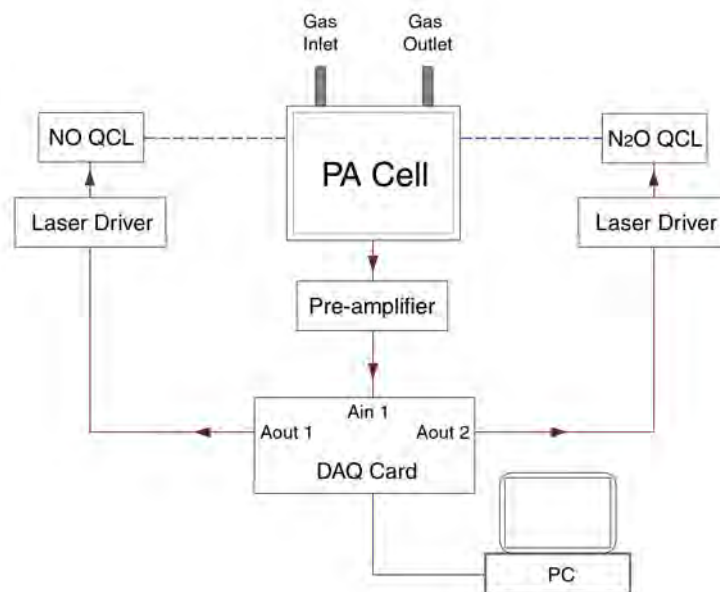 Gas
Inlet
Gas
Outlet
NO QCL
PA Cell
N2O QCL
Laser Driver
Laser Driver
Pre-amplifier
Ain 1
Aout 1
Aout 2
DAQ Card
PC